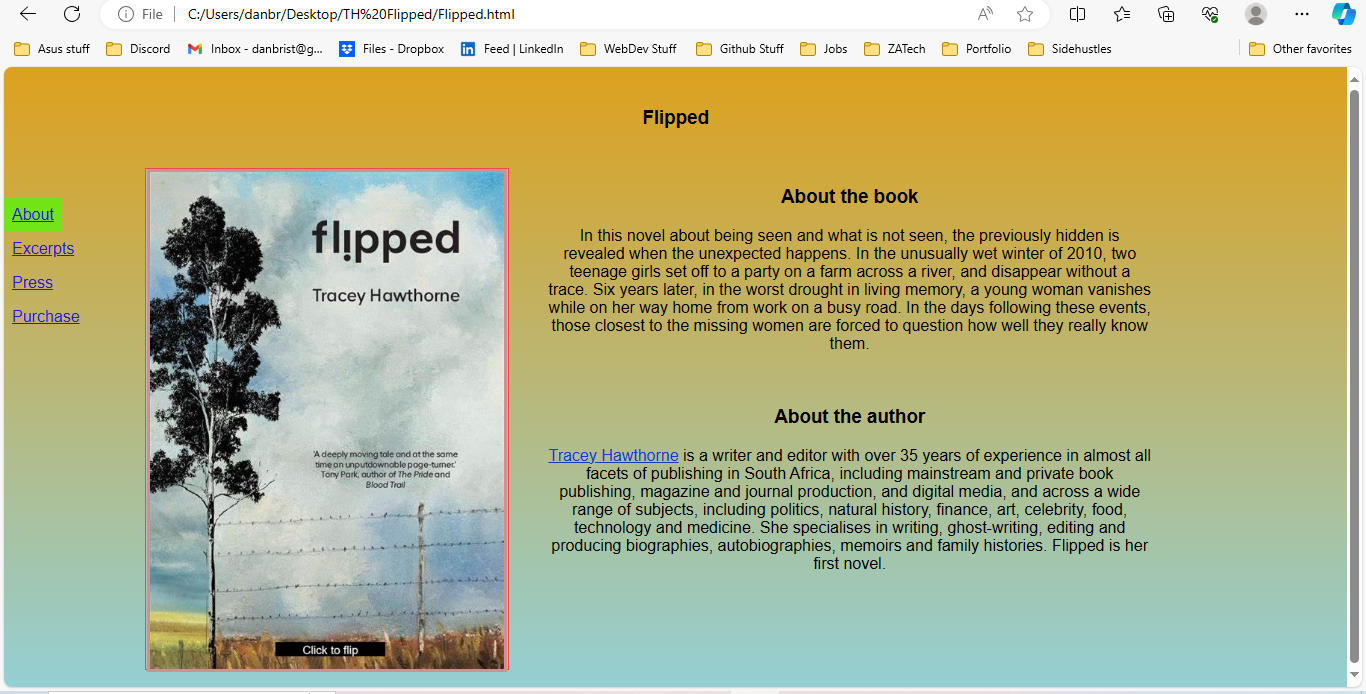 File
C:/Users/danbr/Desktop/TH%20Flipped/Flipped.html
Asus stuff
Discord
Inbox - danbrist@g...
Files - Dropbox
Feed | LinkedIn
WebDev Stuff
Github Stuff
Jobs
ZATech
Portfolio
Sidehustles
Other favorites
Flipped
About
Excerpts
Press
Purchase
flipped
Tracey Hawthorne
'A deeply moving tale and at the same
time an unputdownable page-turner.'
Tony Park, author of The Pride and
Blood Trail
Click to flip
About the book
In this novel about being seen and what is not seen, the previously hidden is
revealed when the unexpected happens. In the unusually wet winter of 2010, two
teenage girls set off to a party on a farm across a river, and disappear without a
trace. Six years later, in the worst drought in living memory, a young woman vanishes
while on her way home from work on a busy road. In the days following these events,
those closest to the missing women are forced to question how well they really know
them.
About the author
Tracey Hawthorne is a writer and editor with over 35 years of experience in almost all
facets of publishing in South Africa, including mainstream and private book
publishing, magazine and journal production, and digital media, and across a wide
range of subjects, including politics, natural history, finance, art, celebrity, food,
technology and medicine. She specialises in writing, ghost-writing, editing and
producing biographies, autobiographies, memoirs and family histories. Flipped is her
first novel.